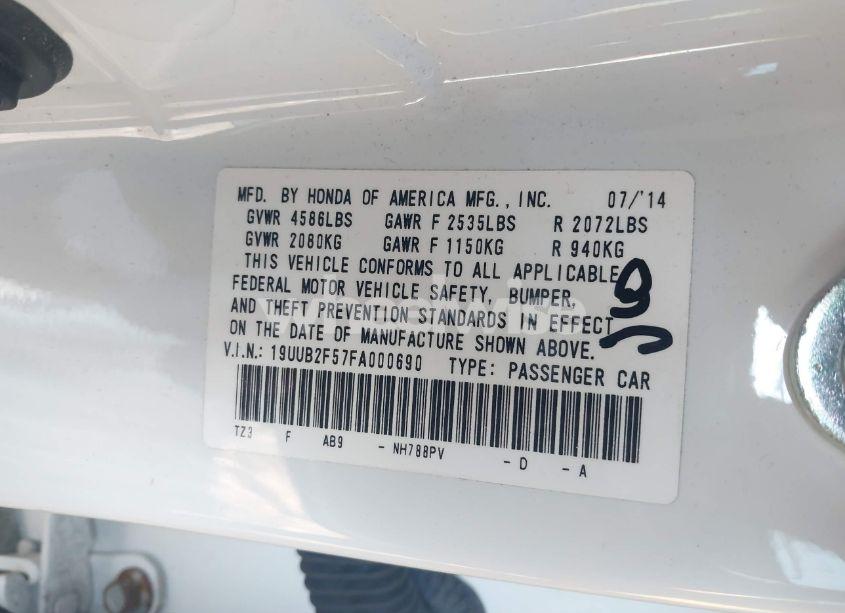 MFD. BY HONDA OF AMERICA MFG., INC. 07/'14
GVWR 4586LBS GAWR F 2535LBS R 2072LBS
GVWR 2080KG GAWR F 1150KG R 940KG
THIS VEHICLE CONFORMS TO ALL APPLICABLE
FEDERAL MOTOR VEHICLE SAFETY, BUMPER,
AND THEFT PREVENTION STANDARDS IN EFFECT
ON THE DATE OF MANUFACTURE SHOWN ABOVE.
V.I.N.: 19UUB2F57FA000690 TYPE: PASSENGER CAR
TZ3 F AB9 - NH788PV - D - A
9